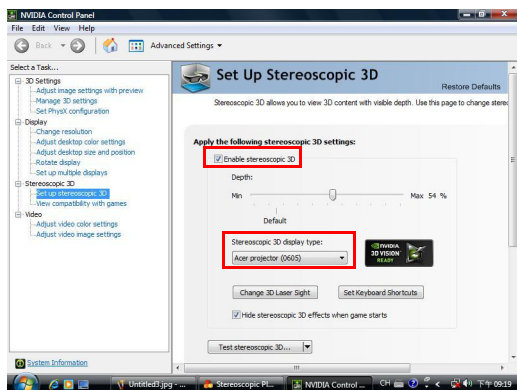 NVIDIA Control Panel
File Edit View Help
Back Advanced Settings
Select a Task...
3D Settings
Adjust image settings with preview
Manage 3D settings
Set PhysX configuration
Display
Change resolution
Adjust desktop color settings
Adjust desktop size and position
Rotate display
Set up multiple displays
Stereoscopic 3D
Set up stereoscopic 3D
View compatibility with games
Video
Adjust video color settings
Adjust video image settings
System Information
Set Up Stereoscopic 3D
Restore Defaults
Stereoscopic 3D allows you to view 3D content with visible depth. Use this page to change stereo
Apply the following stereoscopic 3D settings:
Enable stereoscopic 3D
Depth:
Min Max 54 %
Default
Stereoscopic 3D display type:
Acer projector (0605)
NVIDIA
3D VISION
READY
Change 3D Laser Sight Set Keyboard Shortcuts
Hide stereoscopic 3D effects when game starts
Test stereoscopic 3D...
Untitled3.jpg - ... Stereoscopic Pl... NVIDIA Control ... CH 下午 09:19